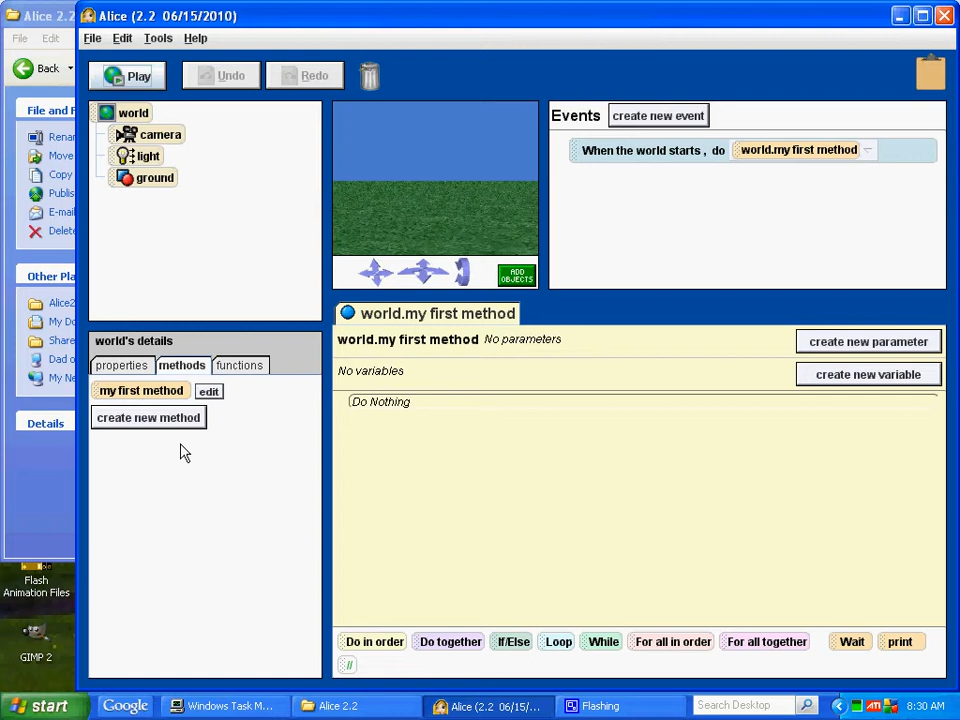 Alice 2.2
File Edit
Back
File and F
Renar
Move
Copy
Publis
E-mai
Delet
Other Pla
Alice2
My Do
Share
Dad o
My Ne
Details
Flash
Animation Files
GIMP 2
Alice (2.2 06/15/2010)
File Edit Tools Help
Play Undo Redo
world
camera
light
ground
ADD
OBJECTS
Events create new event
When the world starts , do world.my first method
world's details
properties methods functions
my first method edit
create new method
world.my first method
world.my first method No parameters create new parameter
No variables create new variable
Do Nothing
Do in order Do together If/Else Loop While For all in order For all together Wait print
//
start Google Windows Task M... Alice 2.2 Alice (2.2 06/15/... Flashing Search Desktop 8:30 AM